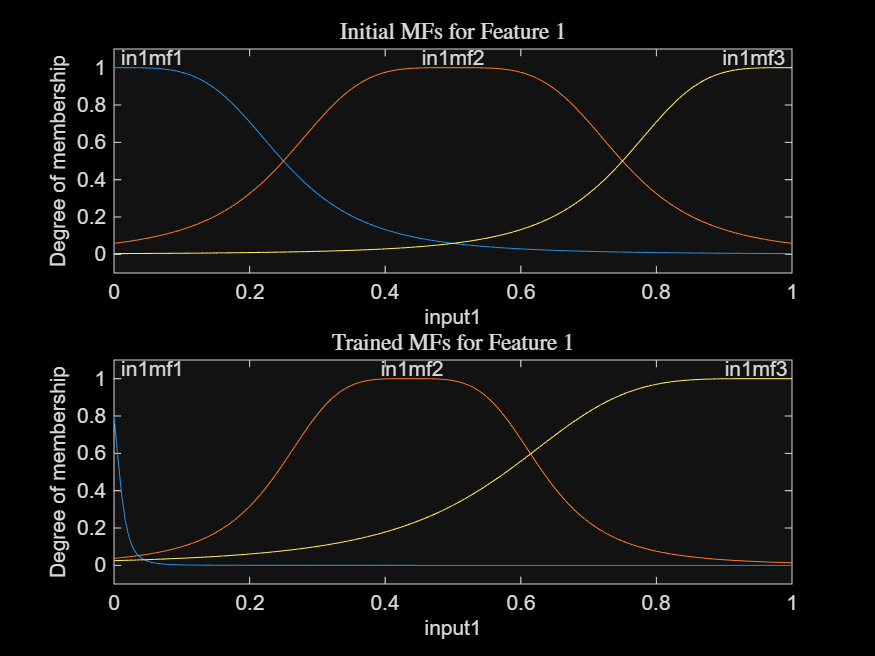 Initial MFs for Feature 1
in1mf1 in1mf2 in1mf3
Degree of membership
1
0.8
0.6
0.4
0.2
0
0 0.2 0.4 0.6 0.8 1
input1
Trained MFs for Feature 1
in1mf1 in1mf2 in1mf3
Degree of membership
1
0.8
0.6
0.4
0.2
0
0 0.2 0.4 0.6 0.8 1
input1